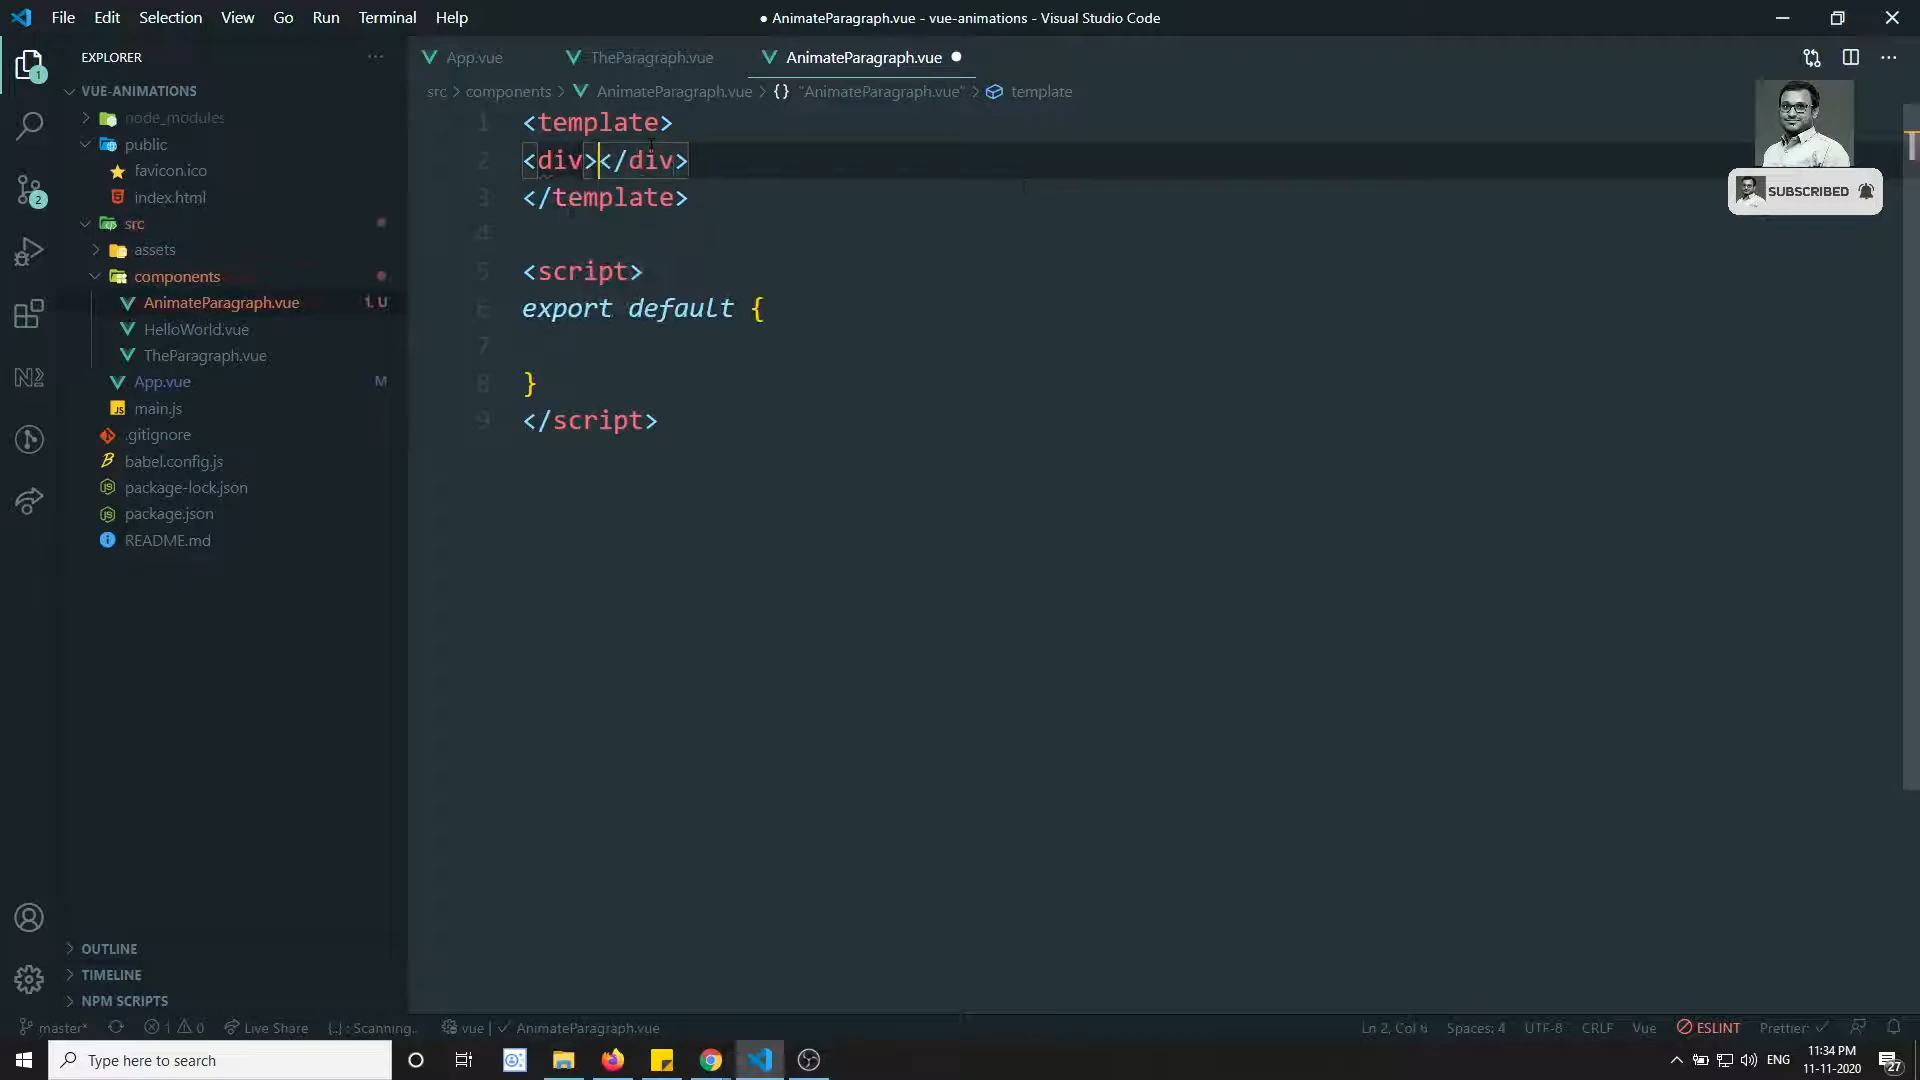 File Edit Selection View Go Run Terminal Help
● AnimateParagraph.vue - vue-animations - Visual Studio Code
EXPLORER
App.vue
TheParagraph.vue
AnimateParagraph.vue
VUE-ANIMATIONS
src > components > AnimateParagraph.vue > {} "AnimateParagraph.vue" > template
node_modules
public
favicon.ico
index.html
src
assets
components
AnimateParagraph.vue 1, U
HelloWorld.vue
TheParagraph.vue
App.vue M
main.js
.gitignore
babel.config.js
package-lock.json
package.json
README.md
OUTLINE
TIMELINE
NPM SCRIPTS
1 <template>
2 <div></div>
3 </template>
4
5 <script>
6 export default {
7
8 }
9 </script>
SUBSCRIBED
1
2
master* 1 0 Live Share {..} : Scanning.. vue | ✓ AnimateParagraph.vue
Spaces: 4 UTF-8 CRLF Vue ESLINT Prettier: ✓
Type here to search
ENG
11:34 PM
11-11-2020
27